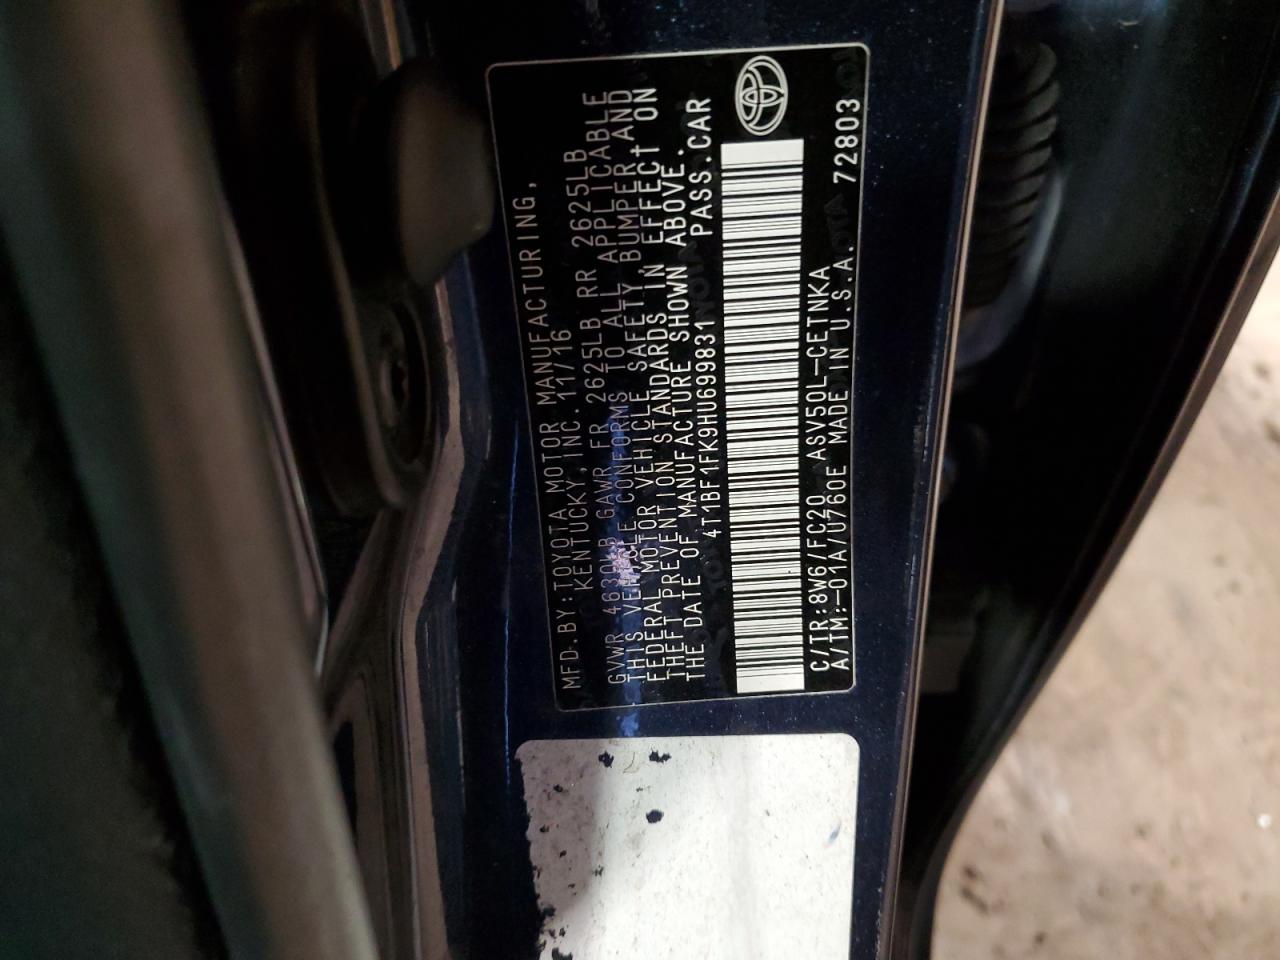 MFD. BY: TOYOTA MOTOR MANUFACTURING,
KENTUCKY, INC. 11/16
GVWR 4630LB GAWR FR 2625LB RR 2625LB
THIS VEHICLE CONFORMS TO ALL APPLICABLE
FEDERAL MOTOR VEHICLE SAFETY, BUMPER, AND
THEFT PREVENTION STANDARDS IN EFFECT ON
THE DATE OF MANUFACTURE SHOWN ABOVE.
4T1BF1FK9HU699831 PASS.CAR
C/TR:8W6/FC20 ASV50L-CETNKA
A/TM:-01A/U760E MADE IN U.S.A. 72803